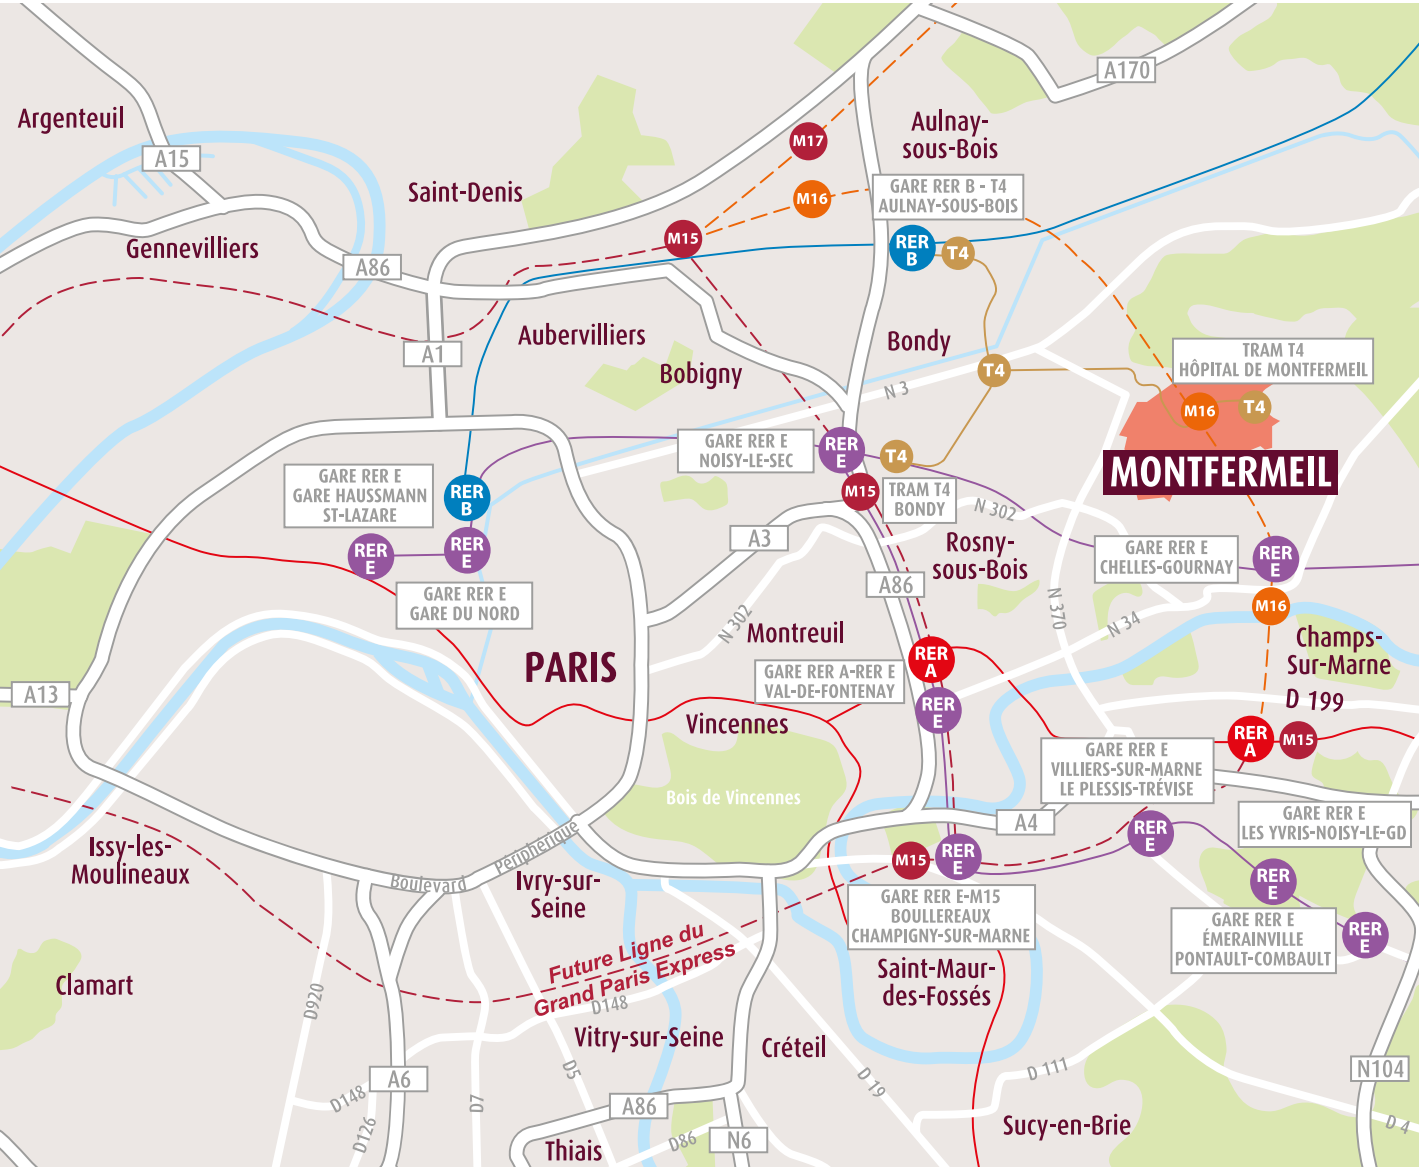 A170
Argenteuil
Aulnay-
sous-Bois
M17
A15
Saint-Denis
M16
GARE RER B - T4
AULNAY-SOUS-BOIS
Gennevilliers
M15
RER
B
T4
A86
Aubervilliers
Bondy
A1
TRAM T4
HÔPITAL DE MONTFERMEIL
Bobigny
T4
N 3
M16
T4
GARE RER E
NOISY-LE-SEC
RER
E
T4
MONTFERMEIL
GARE RER E
GARE HAUSSMANN
ST-LAZARE
RER
B
M15
TRAM T4
BONDY
N 302
A3
Rosny-
sous-Bois
RER
E
RER
E
GARE RER E
CHELLES-GOURNAY
RER
E
A86
GARE RER E
GARE DU NORD
N 302
N 370
N 34
M16
Montreuil
Champs-
Sur-Marne
PARIS
GARE RER A-RER E
VAL-DE-FONTENAY
RER
A
A13
D 199
RER
E
Vincennes
RER
A
M15
GARE RER E
VILLIERS-SUR-MARNE
LE PLESSIS-TRÉVISE
Bois de Vincennes
A4
GARE RER E
LES YVRIS-NOISY-LE-GD
RER
E
Issy-les-
Moulineaux
Boulevard
Périphérique
M15
RER
E
Ivry-sur-
Seine
RER
E
GARE RER E-M15
BOULLEREAUX
CHAMPIGNY-SUR-MARNE
GARE RER E
ÉMERAINVILLE
PONTAULT-COMBAULT
RER
E
Future Ligne du
Grand Paris Express
Clamart
Saint-Maur-
des-Fossés
D920
D148
Vitry-sur-Seine
Créteil
D5
D 111
N104
A6
D 19
D148
D7
A86
D126
D86
N6
Sucy-en-Brie
D 4
Thiais